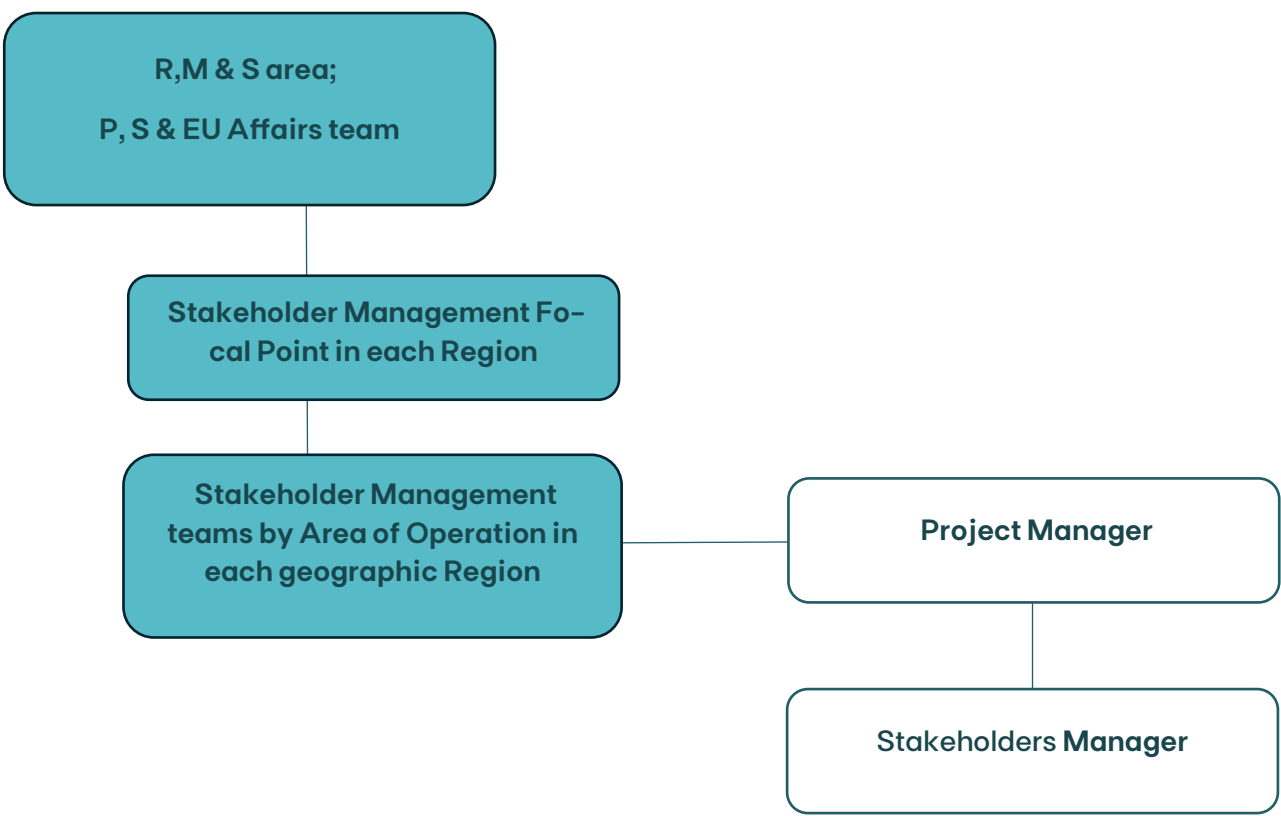 R,M & S area;
P, S & EU Affairs team
Stakeholder Management Fo-
cal Point in each Region
Stakeholder Management
teams by Area of Operation in
each geographic Region
Project Manager
Stakeholders Manager